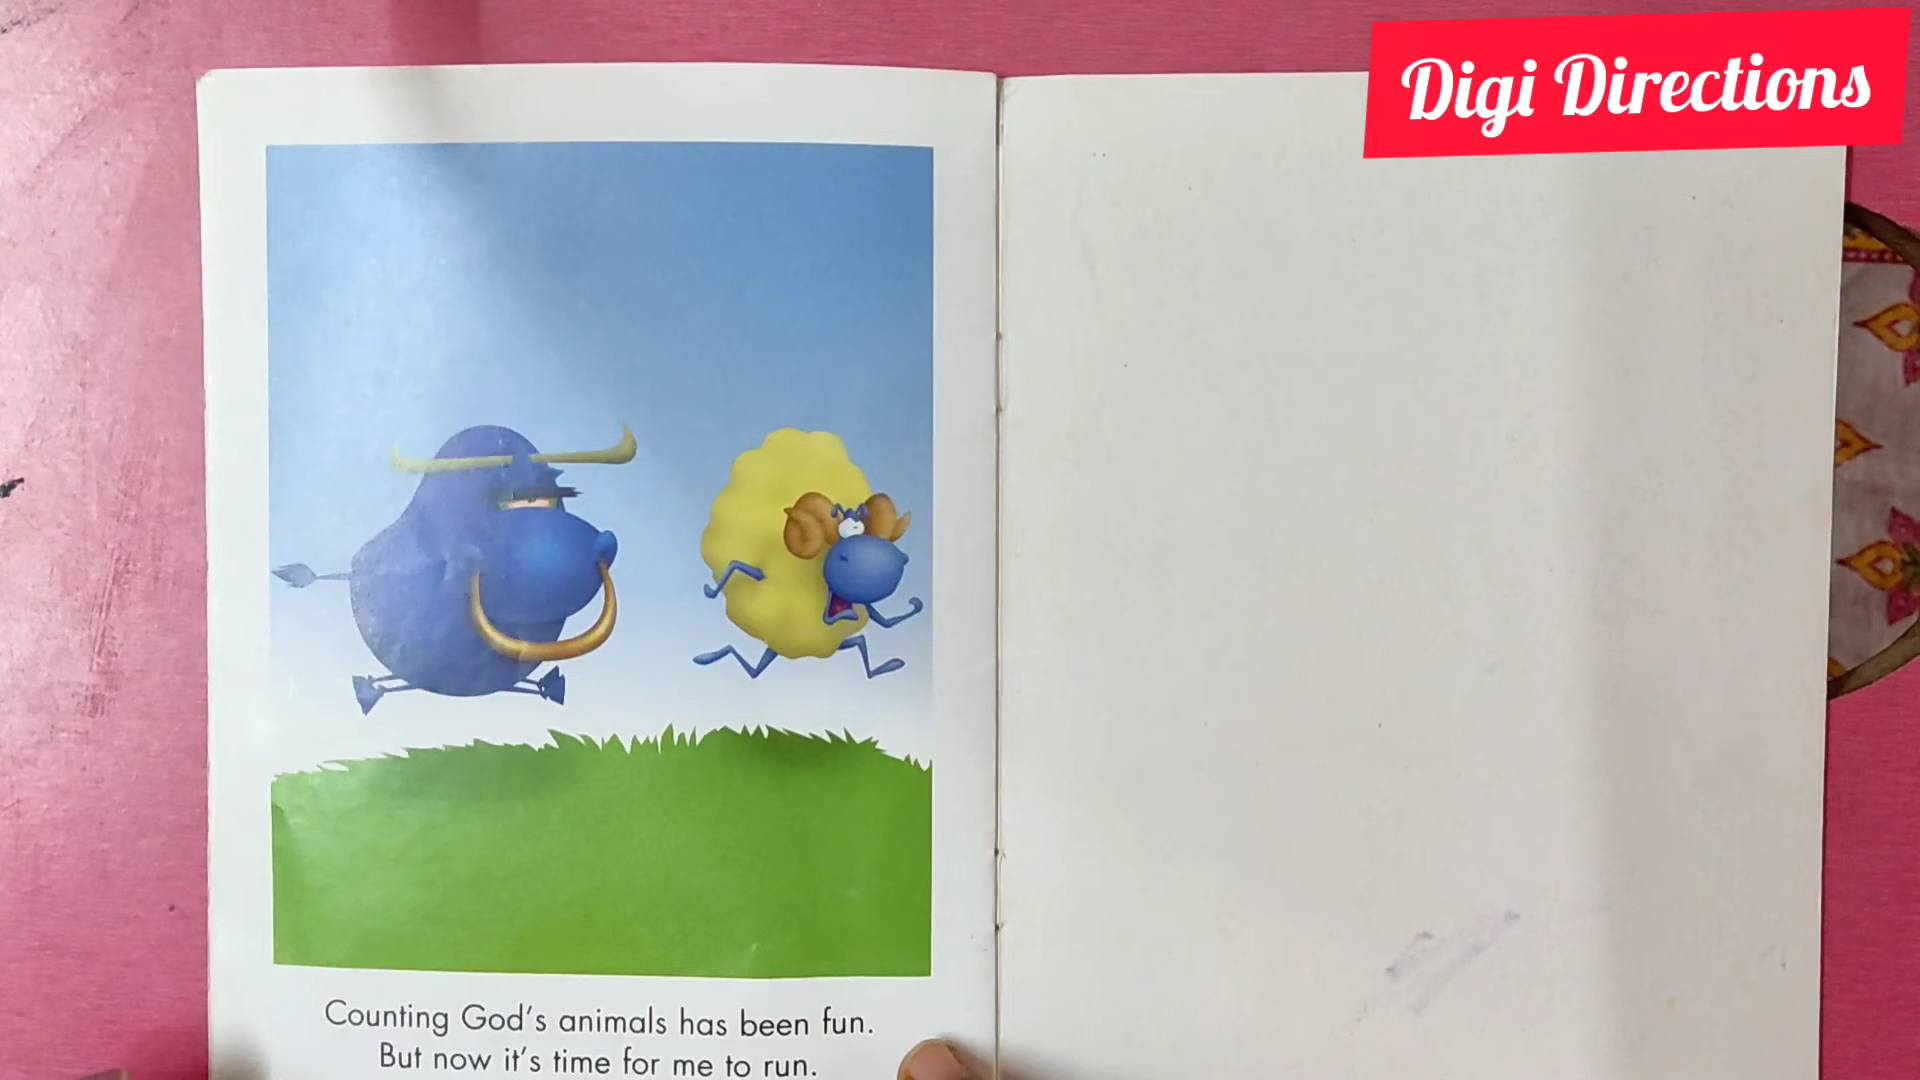 Digi Directions
Counting God's animals has been fun.
But now it's time for me to run.